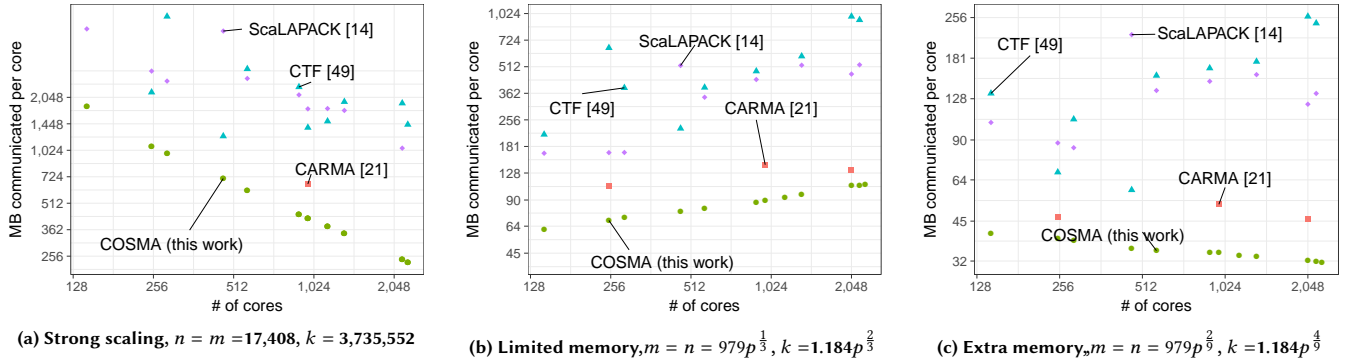 MB communicated per core
2,048
1,448
1,024
724
512
362
256
128
256
512
1,024
2,048
# of cores
ScaLAPACK [14]
CTF [49]
CARMA [21]
COSMA (this work)
(a) Strong scaling, n = m =17,408, k = 3,735,552
MB communicated per core
1,024
724
512
362
256
181
128
90
64
45
128
256
512
1,024
2,048
# of cores
ScaLAPACK [14]
CTF [49]
CARMA [21]
COSMA (this work)
(b) Limited memory,m = n = 979p^{1/3}, k =1.184p^{2/3}
MB communicated per core
256
181
128
90
64
45
32
128
256
512
1,024
2,048
# of cores
ScaLAPACK [14]
CTF [49]
CARMA [21]
COSMA (this work)
(c) Extra memory,,m = n = 979p^{2/9}, k =1.184p^{4/9}